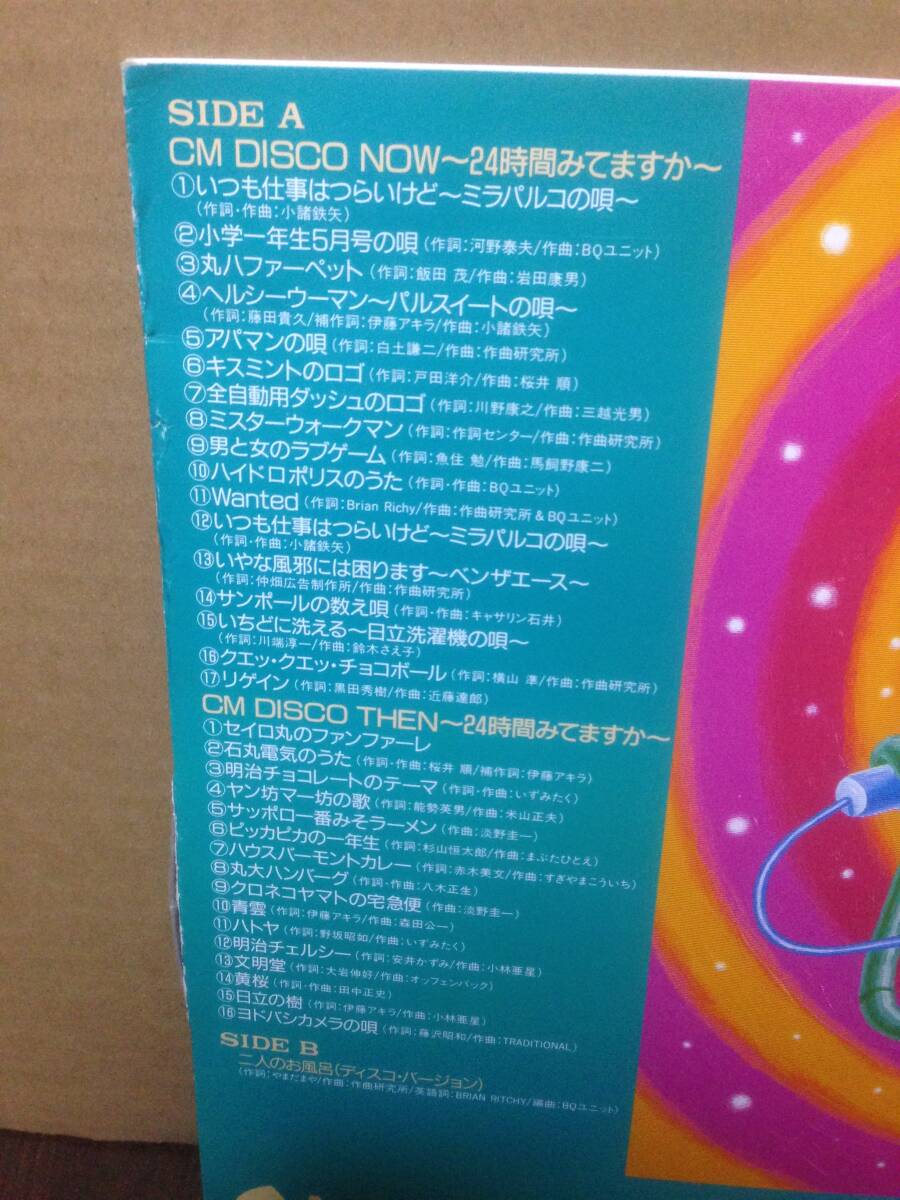 SIDE A
CM DISCO NOW〜24時間みてますか〜
①いつも仕事はつらいけど〜ミラパルコの唄〜
(作詞・作曲:小諸鉄矢)
②小学一年生5月号の唄(作詞:河野泰夫/作曲:BQユニット)
③丸八ファーペット(作詞:飯田 茂/作曲:岩田康男)
④ヘルシーウーマン〜パルスイートの唄〜
(作詞:藤田貴久/補作詞:伊藤アキラ/作曲:小諸鉄矢)
⑤アパマンの唄(作詞:白土謙二/作曲:作曲研究所)
⑥キスミントのロゴ(作詞:戸田洋介/作曲:桜井 順)
⑦全自動用ダッシュのロゴ(作詞:川野康之/作曲:三越光男)
⑧ミスターウォークマン(作詞:作詞センター/作曲:作曲研究所)
⑨男と女のラブゲーム(作詞:魚住 勉/作曲:馬飼野康二)
⑩ハイドロポリスのうた(作詞・作曲:BQユニット)
⑪Wanted(作詞:Brian Richy/作曲:作曲研究所&BQユニット)
⑫いつも仕事はつらいけど〜ミラパルコの唄〜
(作詞・作曲:小諸鉄矢)
⑬いやな風邪には困ります〜ベンザエース〜
(作詞:仲畑広告制作所/作曲:作曲研究所)
⑭サンポールの数え唄(作詞・作曲:キャサリン石井)
⑮いちどに洗える〜日立洗濯機の唄〜
(作詞:川端淳一/作曲:鈴木さえ子)
⑯クエッ・クエッ・チョコボール(作詞:横山 準/作曲:作曲研究所)
⑰リゲイン(作詞:黒田秀樹/作曲:近藤達郎)
CM DISCO THEN〜24時間みてますか〜
①セイロ丸のファンファーレ
②石丸電気のうた(作詞・作曲:桜井 順/補作詞:伊藤アキラ)
③明治チョコレートのテーマ(作詞・作曲:いずみたく)
④ヤン坊マー坊の歌(作詞:能勢英男/作曲:米山正夫)
⑤サッポロ一番みそラーメン(作曲:淡野圭一)
⑥ピッカピカの一年生(作詞:杉山恒太郎/作曲:まぶたひとえ)
⑦ハウスバーモントカレー(作詞:赤木美文/作曲:すぎやまこういち)
⑧丸大ハンバーグ(作詞・作曲:八木正生)
⑨クロネコヤマトの宅急便(作曲:淡野圭一)
⑩青雲(作詞:伊藤アキラ/作曲:森田公一)
⑪ハトヤ(作詞:野坂昭如/作曲:いずみたく)
⑫明治チェルシー(作詞:安井かずみ/作曲:小林亜星)
⑬文明堂(作詞:大岩伸好/作曲:オッフェンバック)
⑭黄桜(作詞・作曲:田中正史)
⑮日立の樹(作詞:伊藤アキラ/作曲:小林亜星)
⑯ヨドバシカメラの唄(作詞:藤沢昭和/作曲:TRADITIONAL)
SIDE B
二人のお風呂(ディスコ・バージョン)
(作詞:やまだまや/作曲:作曲研究所/英語詞:BRIAN RITCHY/編曲:BQユニット)